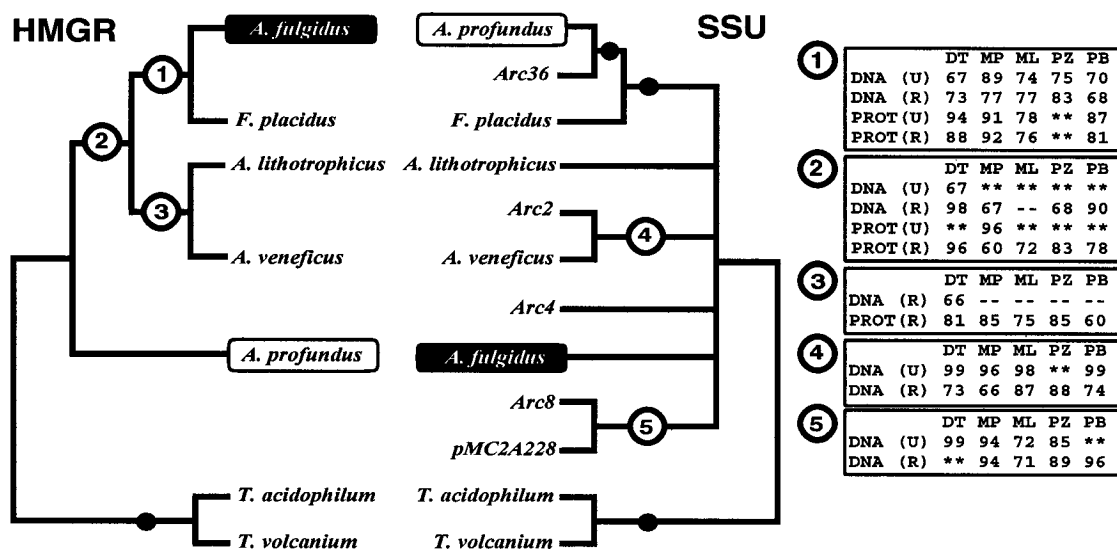 HMGR
SSU
A. fulgidus
1
F. placidus
2
A. lithotrophicus
3
A. veneficus
A. profundus
T. acidophilum
T. volcanium
A. profundus
Arc36
F. placidus
A. lithotrophicus
Arc2
4
A. veneficus
Arc4
A. fulgidus
Arc8
5
pMC2A228
T. acidophilum
T. volcanium
1
DT MP ML PZ PB
DNA (U) 67 89 74 75 70
DNA (R) 73 77 77 83 68
PROT(U) 94 91 78 ** 87
PROT(R) 88 92 76 ** 81
2
DT MP ML PZ PB
DNA (U) 67 ** ** ** **
DNA (R) 98 67 -- 68 90
PROT(U) ** 96 ** ** **
PROT(R) 96 60 72 83 78
3
DT MP ML PZ PB
DNA (R) 66 -- -- -- --
PROT(R) 81 85 75 85 60
4
DT MP ML PZ PB
DNA (U) 99 96 98 ** 99
DNA (R) 73 66 87 88 74
5
DT MP ML PZ PB
DNA (U) 99 94 72 85 **
DNA (R) ** 94 71 89 96